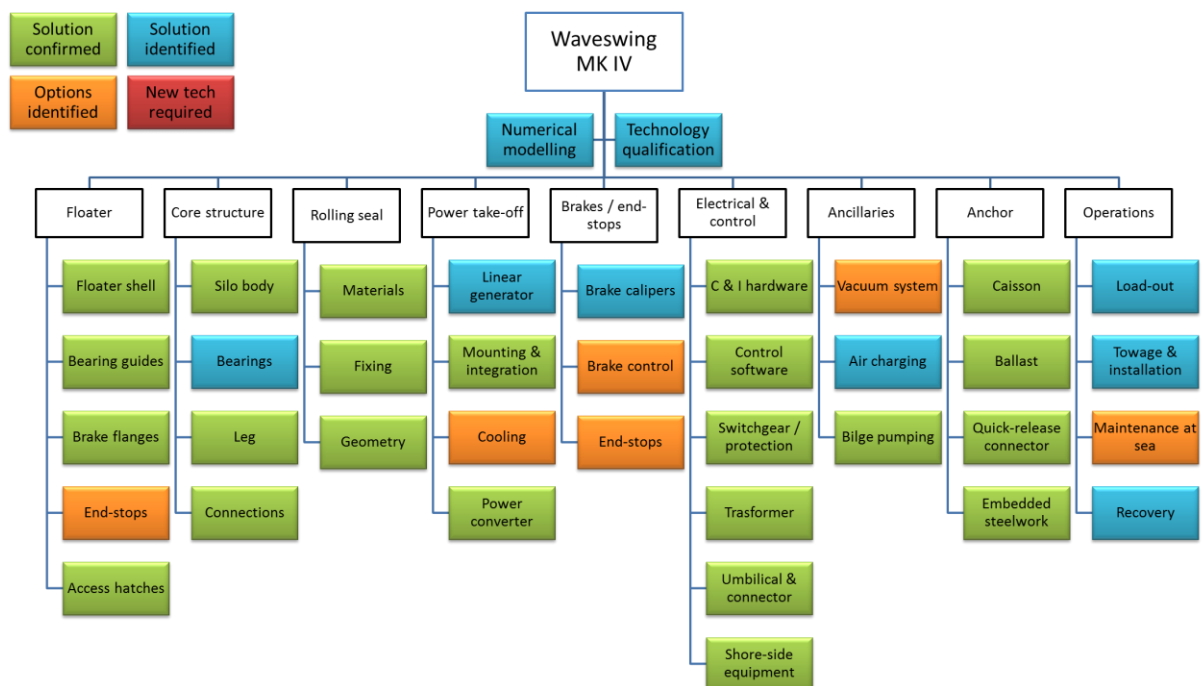 Solution
confirmed
Solution
identified
Options
identified
New tech
required
Waveswing
MK IV
Numerical
modelling
Technology
qualification
Floater
Core structure
Rolling seal
Power take-off
Brakes / end-
stops
Electrical &
control
Ancillaries
Anchor
Operations
Floater shell
Bearing guides
Brake flanges
End-stops
Access hatches
Silo body
Bearings
Leg
Connections
Materials
Fixing
Geometry
Linear
generator
Mounting &
integration
Cooling
Power
converter
Brake calipers
Brake control
End-stops
C & I hardware
Control
software
Switchgear /
protection
Trasformer
Umbilical &
connector
Shore-side
equipment
Vacuum system
Air charging
Bilge pumping
Caisson
Ballast
Quick-release
connector
Embedded
steelwork
Load-out
Towage &
installation
Maintenance at
sea
Recovery